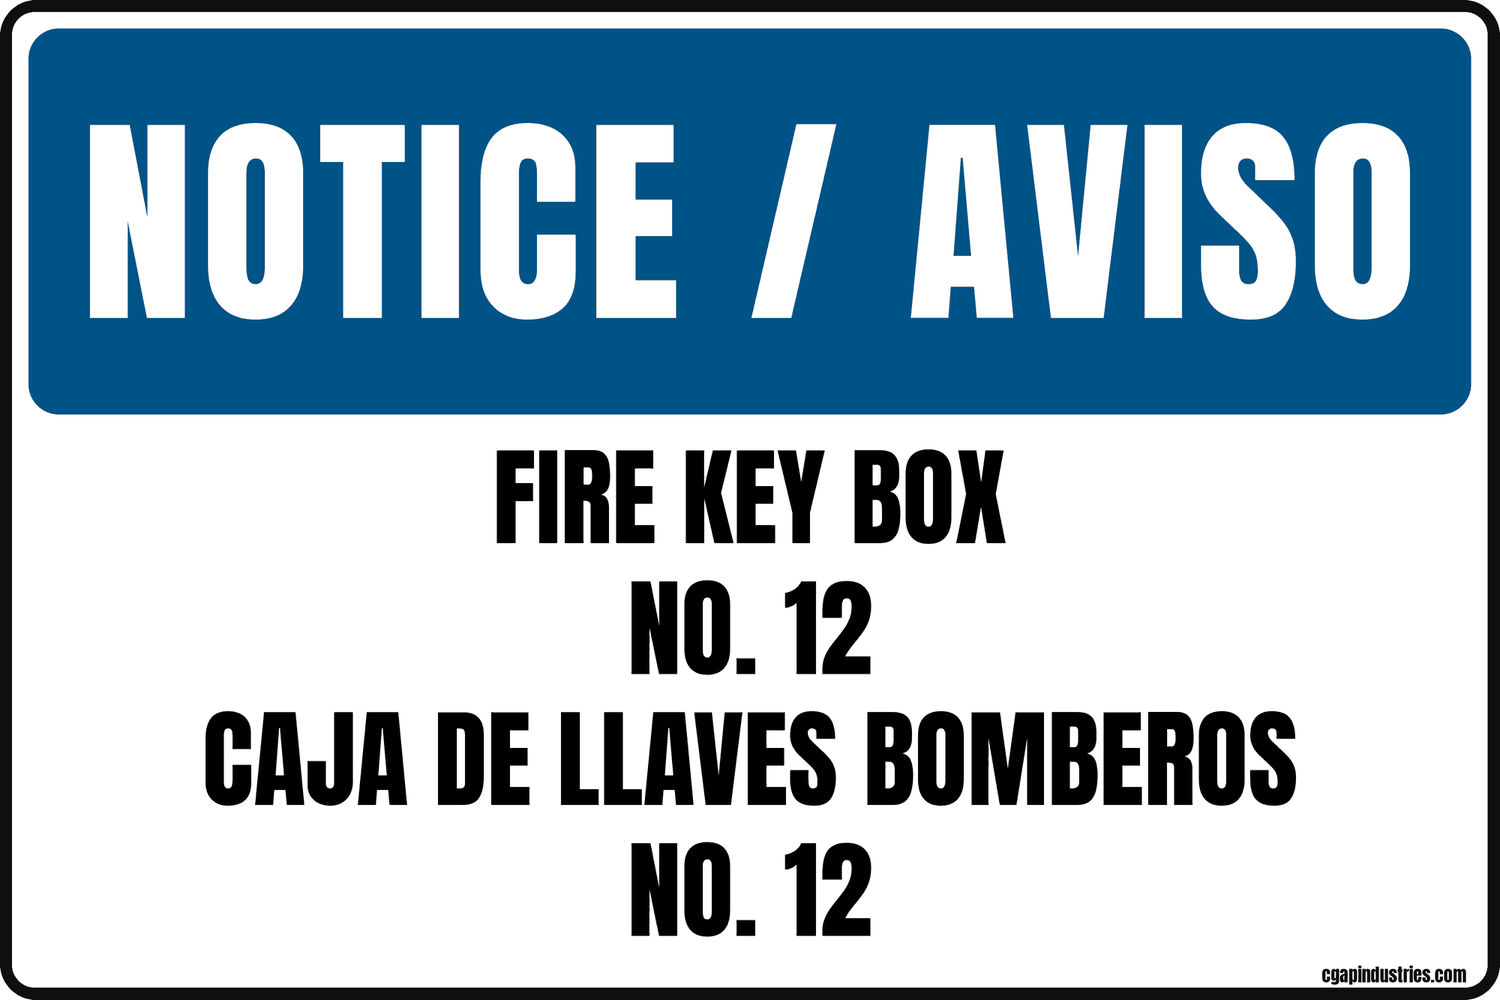 NOTICE / AVISO
FIRE KEY BOX
NO. 12
CAJA DE LLAVES BOMBEROS
NO. 12
cgapindustries.com